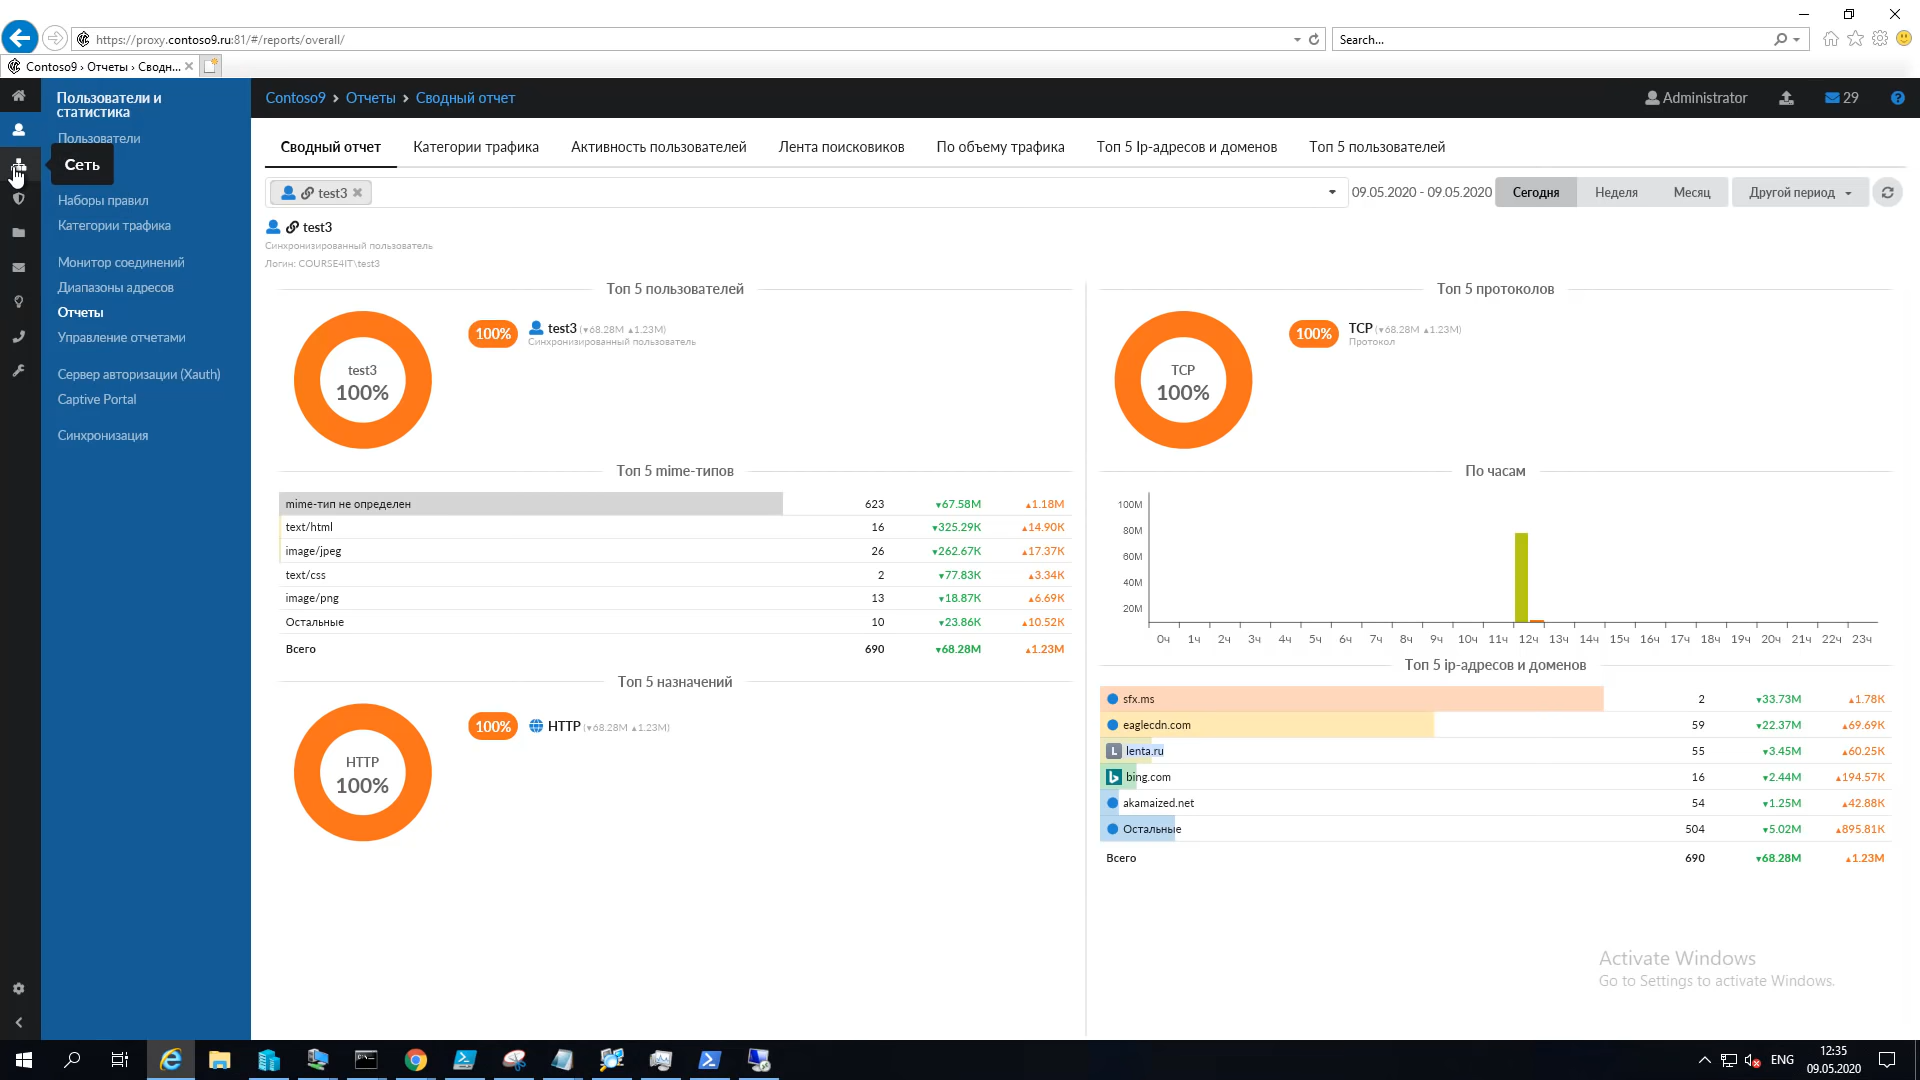 https://proxy.contoso9.ru:81/#/reports/overall/
Search...
Contoso9 › Отчеты › Сводн...
Пользователи и
статистика
Пользователи
Сеть
Наборы правил
Категории трафика
Монитор соединений
Диапазоны адресов
Отчеты
Управление отчетами
Сервер авторизации (Xauth)
Captive Portal
Синхронизация
Contoso9 › Отчеты › Сводный отчет
Administrator
29
Сводный отчет
Категории трафика
Активность пользователей
Лента поисковиков
По объему трафика
Топ 5 Ip-адресов и доменов
Топ 5 пользователей
test3
09.05.2020 - 09.05.2020
Сегодня
Неделя
Месяц
Другой период
test3
Синхронизированный пользователь
Логин: COURSE4IT\test3
Топ 5 пользователей
test3
100%
100% test3 (▾68.28M ▴1.23M)
Синхронизированный пользователь
Топ 5 протоколов
TCP
100%
100% TCP (▾68.28M ▴1.23M)
Протокол
Топ 5 mime-типов
mime-тип не определен 623 ▾67.58M ▴1.18M
text/html 16 ▾325.29K ▴14.90K
image/jpeg 26 ▾262.67K ▴17.37K
text/css 2 ▾77.83K ▴3.34K
image/png 13 ▾18.87K ▴6.69K
Остальные 10 ▾23.86K ▴10.52K
Всего 690 ▾68.28M ▴1.23M
По часам
100M
80M
60M
40M
20M
0ч 1ч 2ч 3ч 4ч 5ч 6ч 7ч 8ч 9ч 10ч 11ч 12ч 13ч 14ч 15ч 16ч 17ч 18ч 19ч 20ч 21ч 22ч 23ч
Топ 5 назначений
HTTP
100%
100% HTTP (▾68.28M ▴1.23M)
Топ 5 ip-адресов и доменов
sfx.ms 2 ▾33.73M ▴1.78K
eaglecdn.com 59 ▾22.37M ▴69.69K
L lenta.ru 55 ▾3.45M ▴60.25K
bing.com 16 ▾2.44M ▴194.57K
akamaized.net 54 ▾1.25M ▴42.88K
Остальные 504 ▾5.02M ▴895.81K
Всего 690 ▾68.28M ▴1.23M
Activate Windows
Go to Settings to activate Windows.
ENG
12:35
09.05.2020